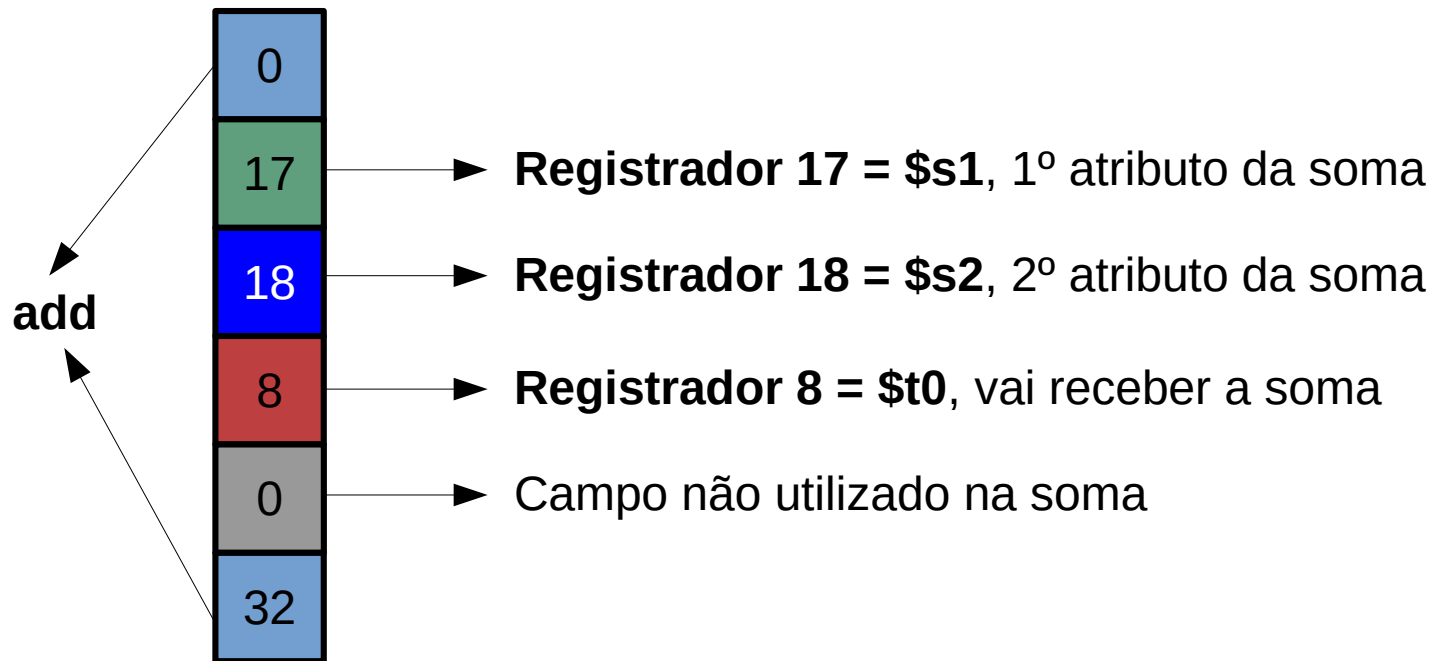 0
17 Registrador 17 = $s1, 1º atributo da soma
18 Registrador 18 = $s2, 2º atributo da soma
add
8 Registrador 8 = $t0, vai receber a soma
0 Campo não utilizado na soma
32